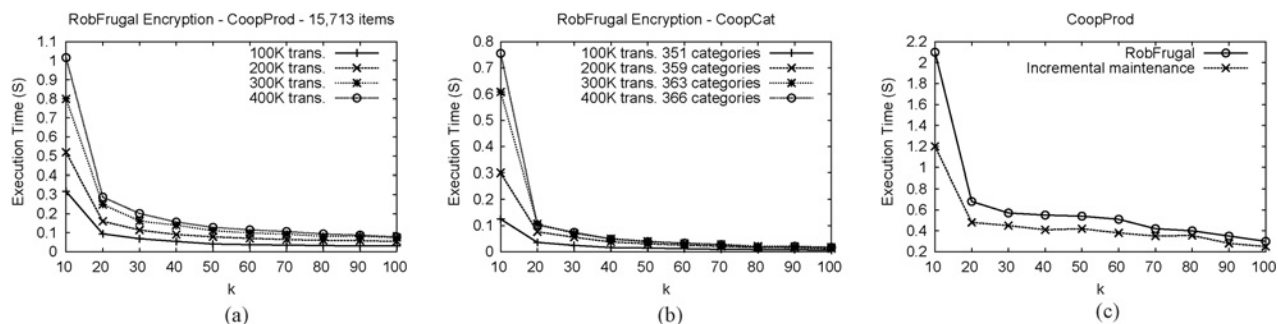 RobFrugal Encryption - CoopProd - 15,713 items
1.1
1
0.9
0.8
0.7
0.6
0.5
0.4
0.3
0.2
0.1
0
Execution Time (S)
100K trans.
200K trans.
300K trans.
400K trans.
10 20 30 40 50 60 70 80 90 100
k
(a)
RobFrugal Encryption - CoopCat
0.8
0.7
0.6
0.5
0.4
0.3
0.2
0.1
0
Execution Time (S)
100K trans. 351 categories
200K trans. 359 categories
300K trans. 363 categories
400K trans. 366 categories
10 20 30 40 50 60 70 80 90 100
k
(b)
CoopProd
2.2
2
1.8
1.6
1.4
1.2
1
0.8
0.6
0.4
0.2
Execution Time (S)
RobFrugal
Incremental maintenance
10 20 30 40 50 60 70 80 90 100
k
(c)